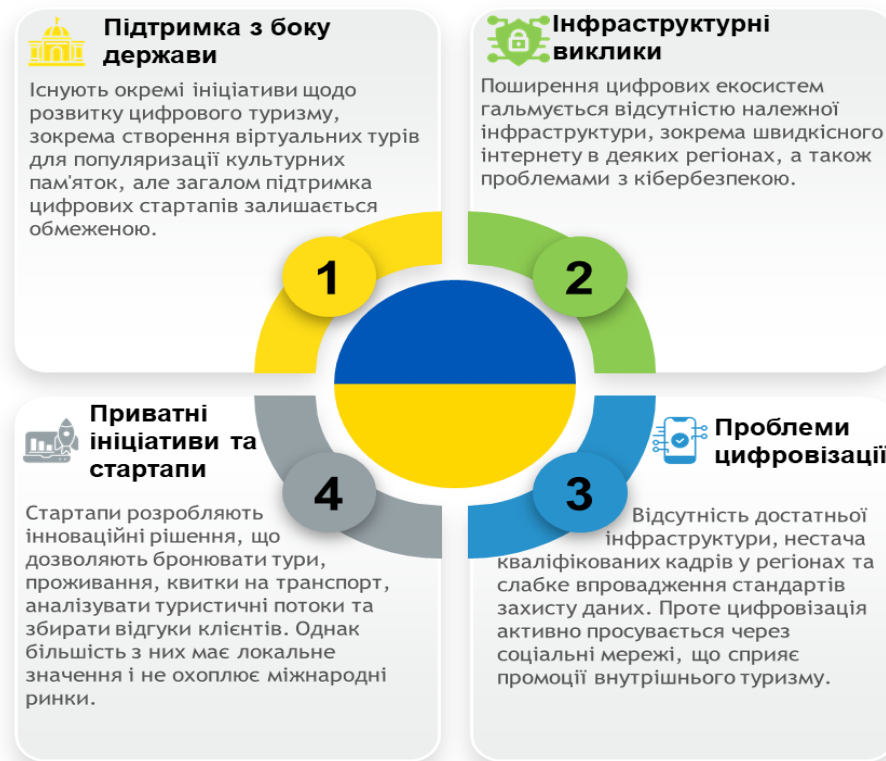 Підтримка з боку
держави
Існують окремі ініціативи щодо
розвитку цифрового туризму,
зокрема створення віртуальних турів
для популяризації культурних
пам'яток, але загалом підтримка
цифрових стартапів залишається
обмеженою.
1
Інфраструктурні
виклики
Поширення цифрових екосистем
гальмується відсутністю належної
інфраструктури, зокрема швидкісного
інтернету в деяких регіонах, а також
проблемами з кібербезпекою.
2
Проблеми
цифровізації
3
Відсутність достатньої
інфраструктури, нестача
кваліфікованих кадрів у регіонах та
слабке впровадження стандартів
захисту даних. Проте цифровізація
активно просувається через
соціальні мережі, що сприяє
промоції внутрішнього туризму.
Приватні
ініціативи та
стартапи
4
Стартапи розробляють
інноваційні рішення, що
дозволяють бронювати тури,
проживання, квитки на транспорт,
аналізувати туристичні потоки та
збирати відгуки клієнтів. Однак
більшість з них має локальне
значення і не охоплює міжнародні
ринки.